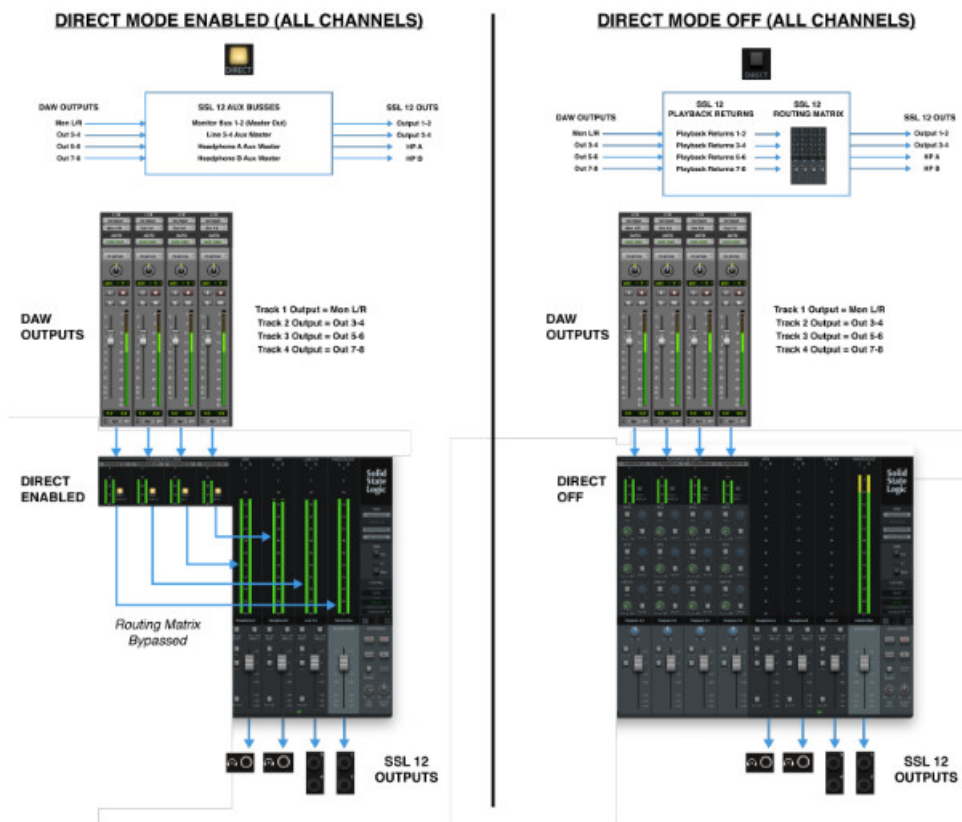 DIRECT MODE ENABLED (ALL CHANNELS)
DIRECT
DAW OUTPUTS
Mon L/R
Out 3-4
Out 5-6
Out 7-8
SSL 12 AUX BUSSES
Monitor Bus 1-2 (Master Out)
Line 3-4 Aux Master
Headphone A Aux Master
Headphone B Aux Master
SSL 12 OUTS
Output 1-2
Output 3-4
HP A
HP B
DAW
OUTPUTS
Track 1 Output = Mon L/R
Track 2 Output = Out 3-4
Track 3 Output = Out 5-6
Track 4 Output = Out 7-8
DIRECT
ENABLED
Solid
State
Logic
Routing Matrix
Bypassed
SSL 12
OUTPUTS
DIRECT MODE OFF (ALL CHANNELS)
DIRECT
DAW OUTPUTS
Mon L/R
Out 3-4
Out 5-6
Out 7-8
SSL 12
PLAYBACK RETURNS
Playback Returns 1-2
Playback Returns 3-4
Playback Returns 5-6
Playback Returns 7-8
SSL 12
ROUTING MATRIX
SSL 12 OUTS
Output 1-2
Output 3-4
HP A
HP B
DAW
OUTPUTS
Track 1 Output = Mon L/R
Track 2 Output = Out 3-4
Track 3 Output = Out 5-6
Track 4 Output = Out 7-8
DIRECT
OFF
Solid
State
Logic
SSL 12
OUTPUTS